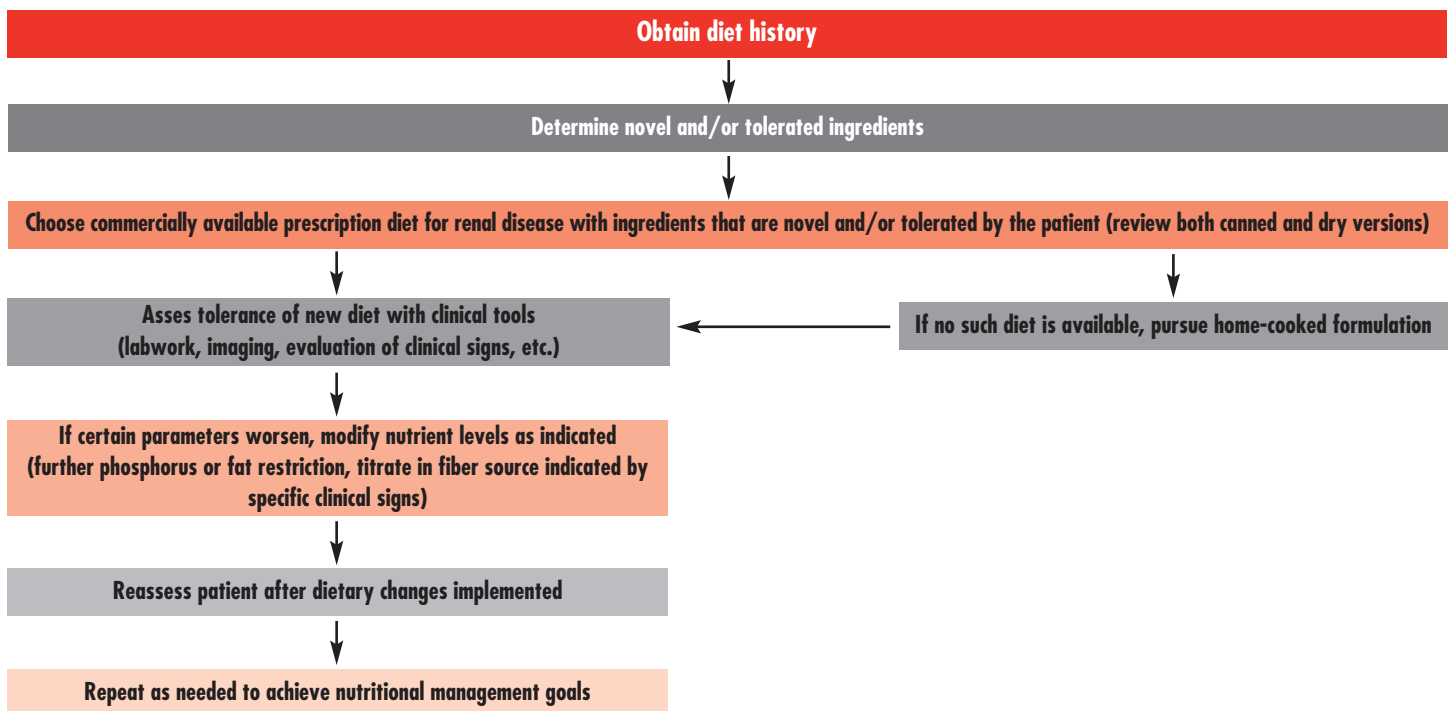 Obtain diet history
Determine novel and/or tolerated ingredients
Choose commercially available prescription diet for renal disease with ingredients that are novel and/or tolerated by the patient (review both canned and dry versions)
Asses tolerance of new diet with clinical tools
(labwork, imaging, evaluation of clinical signs, etc.)
If no such diet is available, pursue home-cooked formulation
If certain parameters worsen, modify nutrient levels as indicated
(further phosphorus or fat restriction, titrate in fiber source indicated by
specific clinical signs)
Reassess patient after dietary changes implemented
Repeat as needed to achieve nutritional management goals